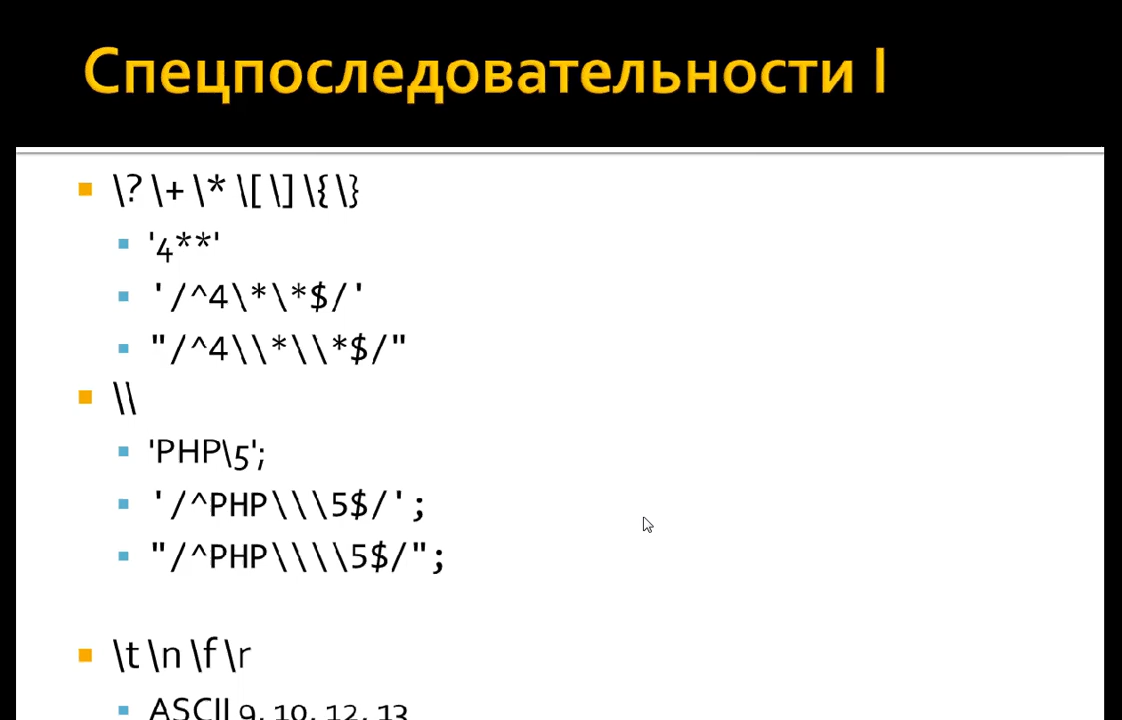 Спецпоследовательности I
\? \+ \* \[ \] \{ \}
'4**'
'/^4\*\*$/'
"/^4\\*\\*$/"
\\
'PHP\5';
'/^PHP\\\5$/';
"/^PHP\\\\5$/";
\t \n \f \r
ASCII 9, 10, 12, 13